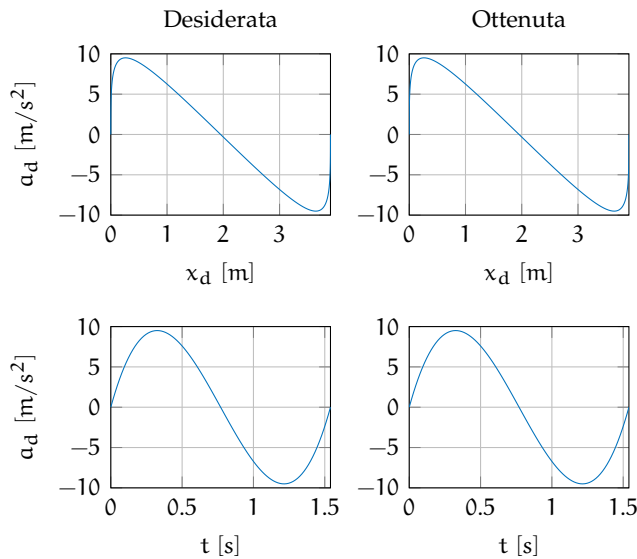 Desiderata Ottenuta
10 10
5 5
0 0
−5 −5
−10 −10
a_d [m/s²]
0 1 2 3 0 1 2 3
x_d [m] x_d [m]
10 10
5 5
0 0
−5 −5
−10 −10
a_d [m/s²]
0 0.5 1 1.5 0 0.5 1 1.5
t [s] t [s]